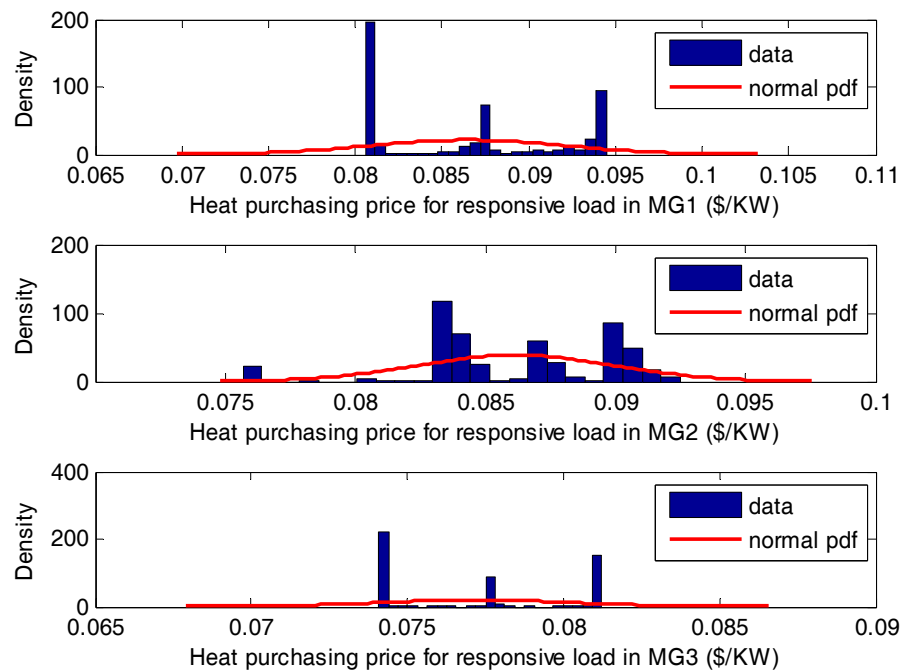 200
100
0
Density
data
normal pdf
0.065 0.07 0.075 0.08 0.085 0.09 0.095 0.1 0.105 0.11
Heat purchasing price for responsive load in MG1 ($/KW)
200
100
0
Density
data
normal pdf
0.075 0.08 0.085 0.09 0.095 0.1
Heat purchasing price for responsive load in MG2 ($/KW)
400
200
0
Density
data
normal pdf
0.065 0.07 0.075 0.08 0.085 0.09
Heat purchasing price for responsive load in MG3 ($/KW)